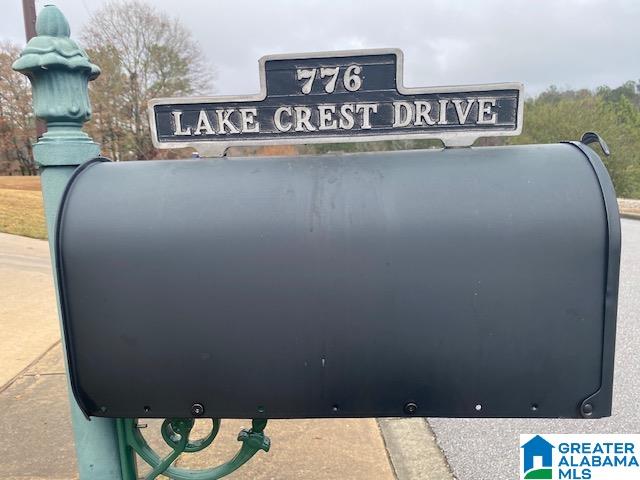 776
LAKE CREST DRIVE
GREATER
ALABAMA
MLS